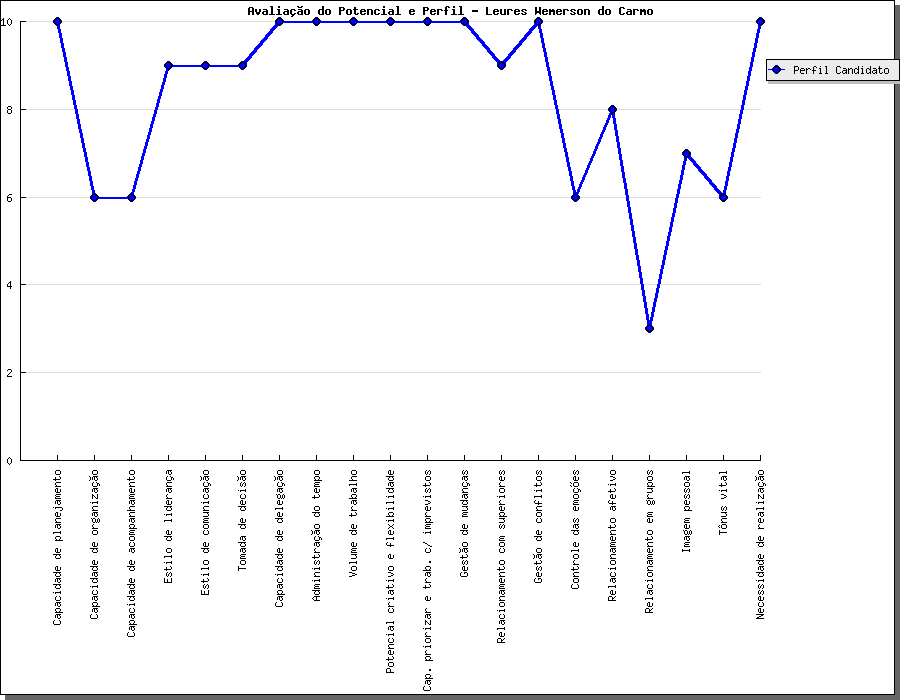 Avaliação do Potencial e Perfil - Leures Wemerson do Carmo
10
8
6
4
2
0
Perfil Candidato
Capacidade de planejamento
Capacidade de organização
Capacidade de acompanhamento
Estilo de liderança
Estilo de comunicação
Tomada de decisão
Capacidade de delegação
Administração do tempo
Volume de trabalho
Potencial criativo e flexibilidade
Cap. priorizar e trab. c/ imprevistos
Gestão de mudanças
Relacionamento com superiores
Gestão de conflitos
Controle das emoções
Relacionamento afetivo
Relacionamento em grupos
Imagem pessoal
Tônus vital
Necessidade de realização